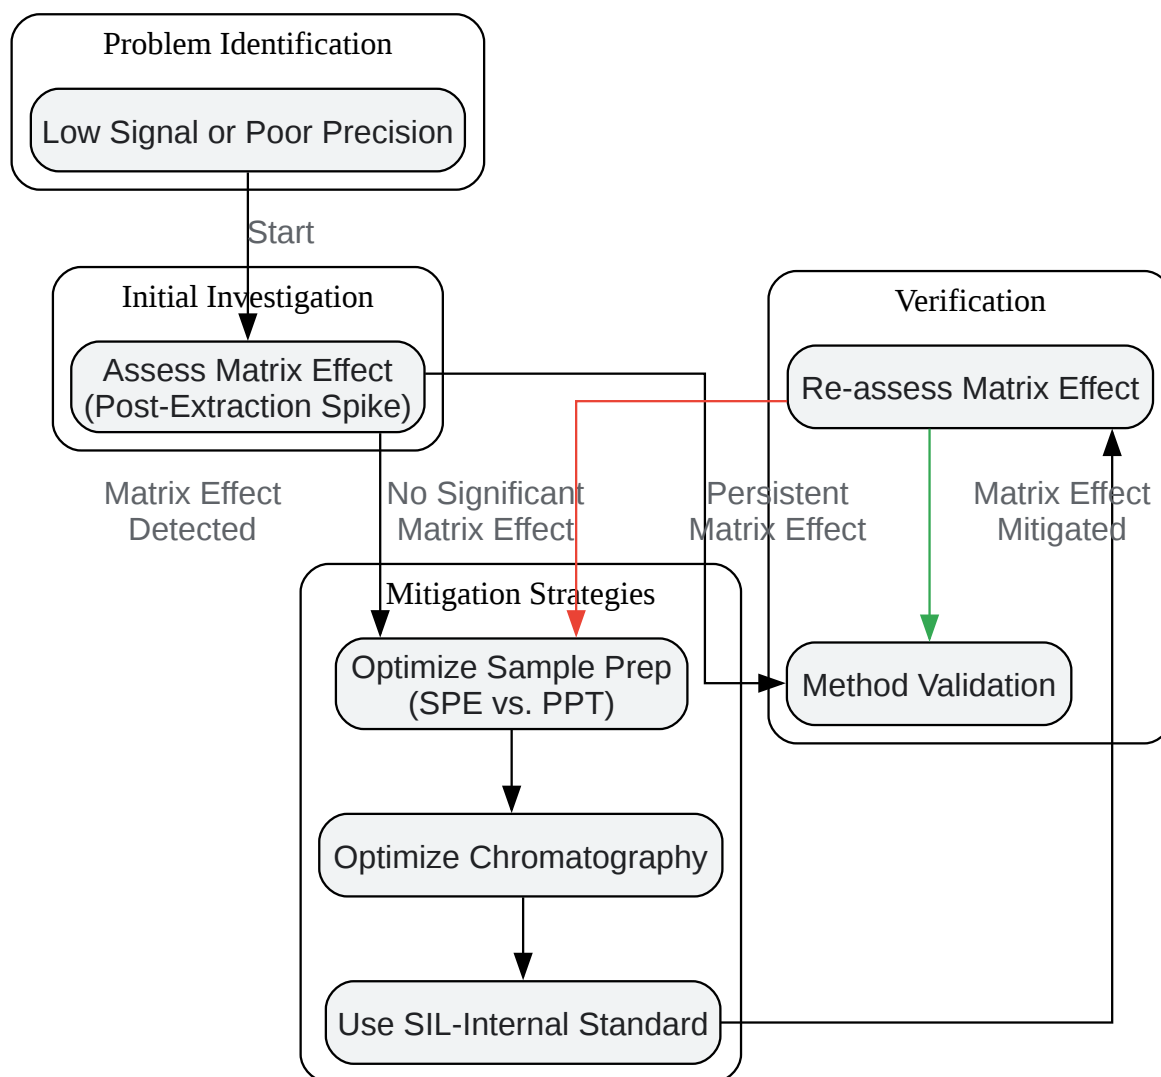 Problem Identification
Low Signal or Poor Precision
Start
Initial Investigation
Assess Matrix Effect
(Post-Extraction Spike)
Verification
Re-assess Matrix Effect
Matrix Effect
Detected
No Significant
Matrix Effect
Persistent
Matrix Effect
Matrix Effect
Mitigated
Mitigation Strategies
Optimize Sample Prep
(SPE vs. PPT)
Method Validation
Optimize Chromatography
Use SIL-Internal Standard